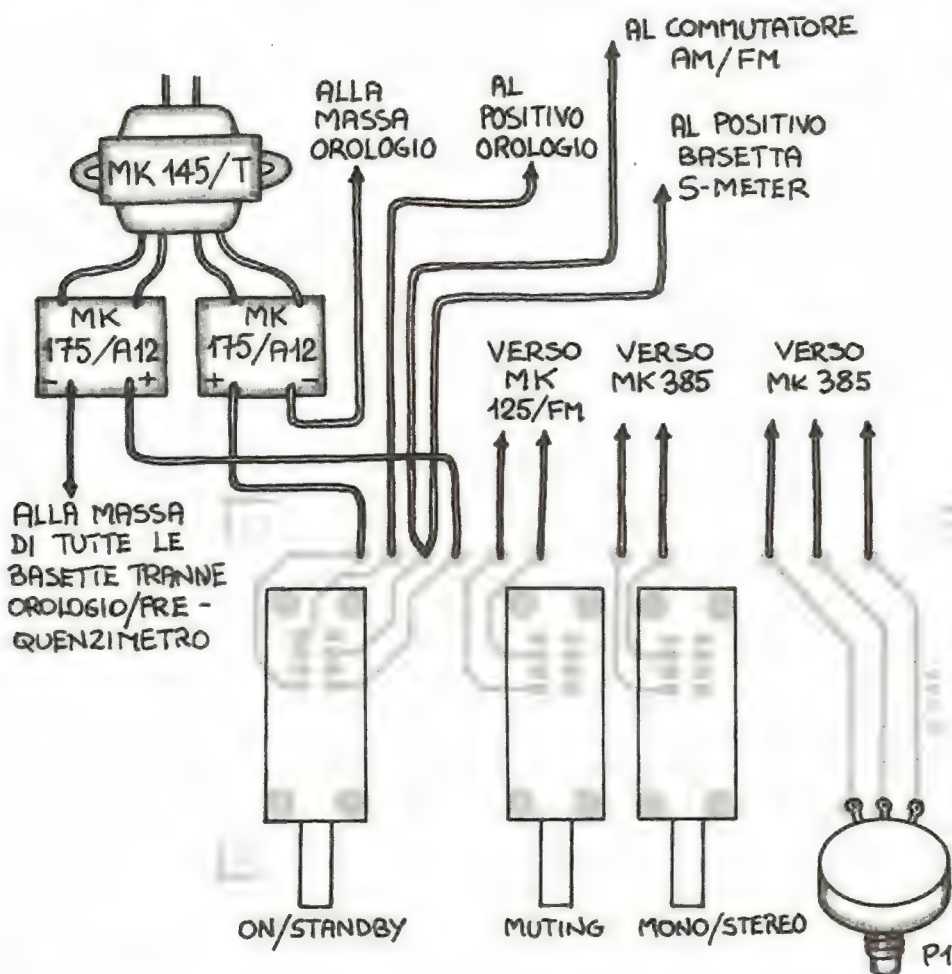 AL COMMUTATORE
AM/FM
ALLA
MASSA
OROLOGIO
AL
POSITIVO
OROLOGIO
AL POSITIVO
BASETTA
S-METER
MK 145/T
MK
175/A12
- +
MK
175/A12
+ -
VERSO
MK
125/FM
VERSO
MK 385
VERSO
MK 385
ALLA MASSA
DI TUTTE LE
BASETTE TRANNE
OROLOGIO/FRE-
QUENZIMETRO
ON/STANDBY
MUTING
MONO/STEREO
P1